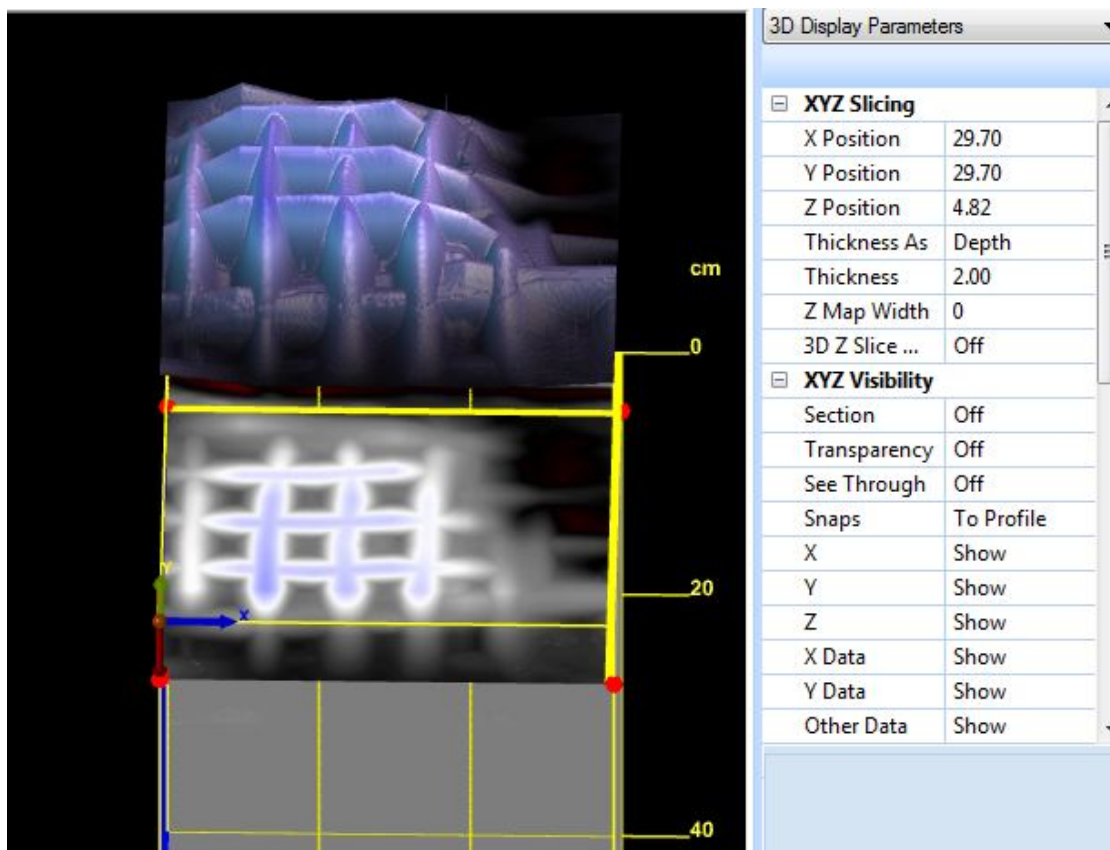 cm
0
20
40
Y
X
3D Display Parameters
XYZ Slicing
X Position 29.70
Y Position 29.70
Z Position 4.82
Thickness As Depth
Thickness 2.00
Z Map Width 0
3D Z Slice ... Off
XYZ Visibility
Section Off
Transparency Off
See Through Off
Snaps To Profile
X Show
Y Show
Z Show
X Data Show
Y Data Show
Other Data Show